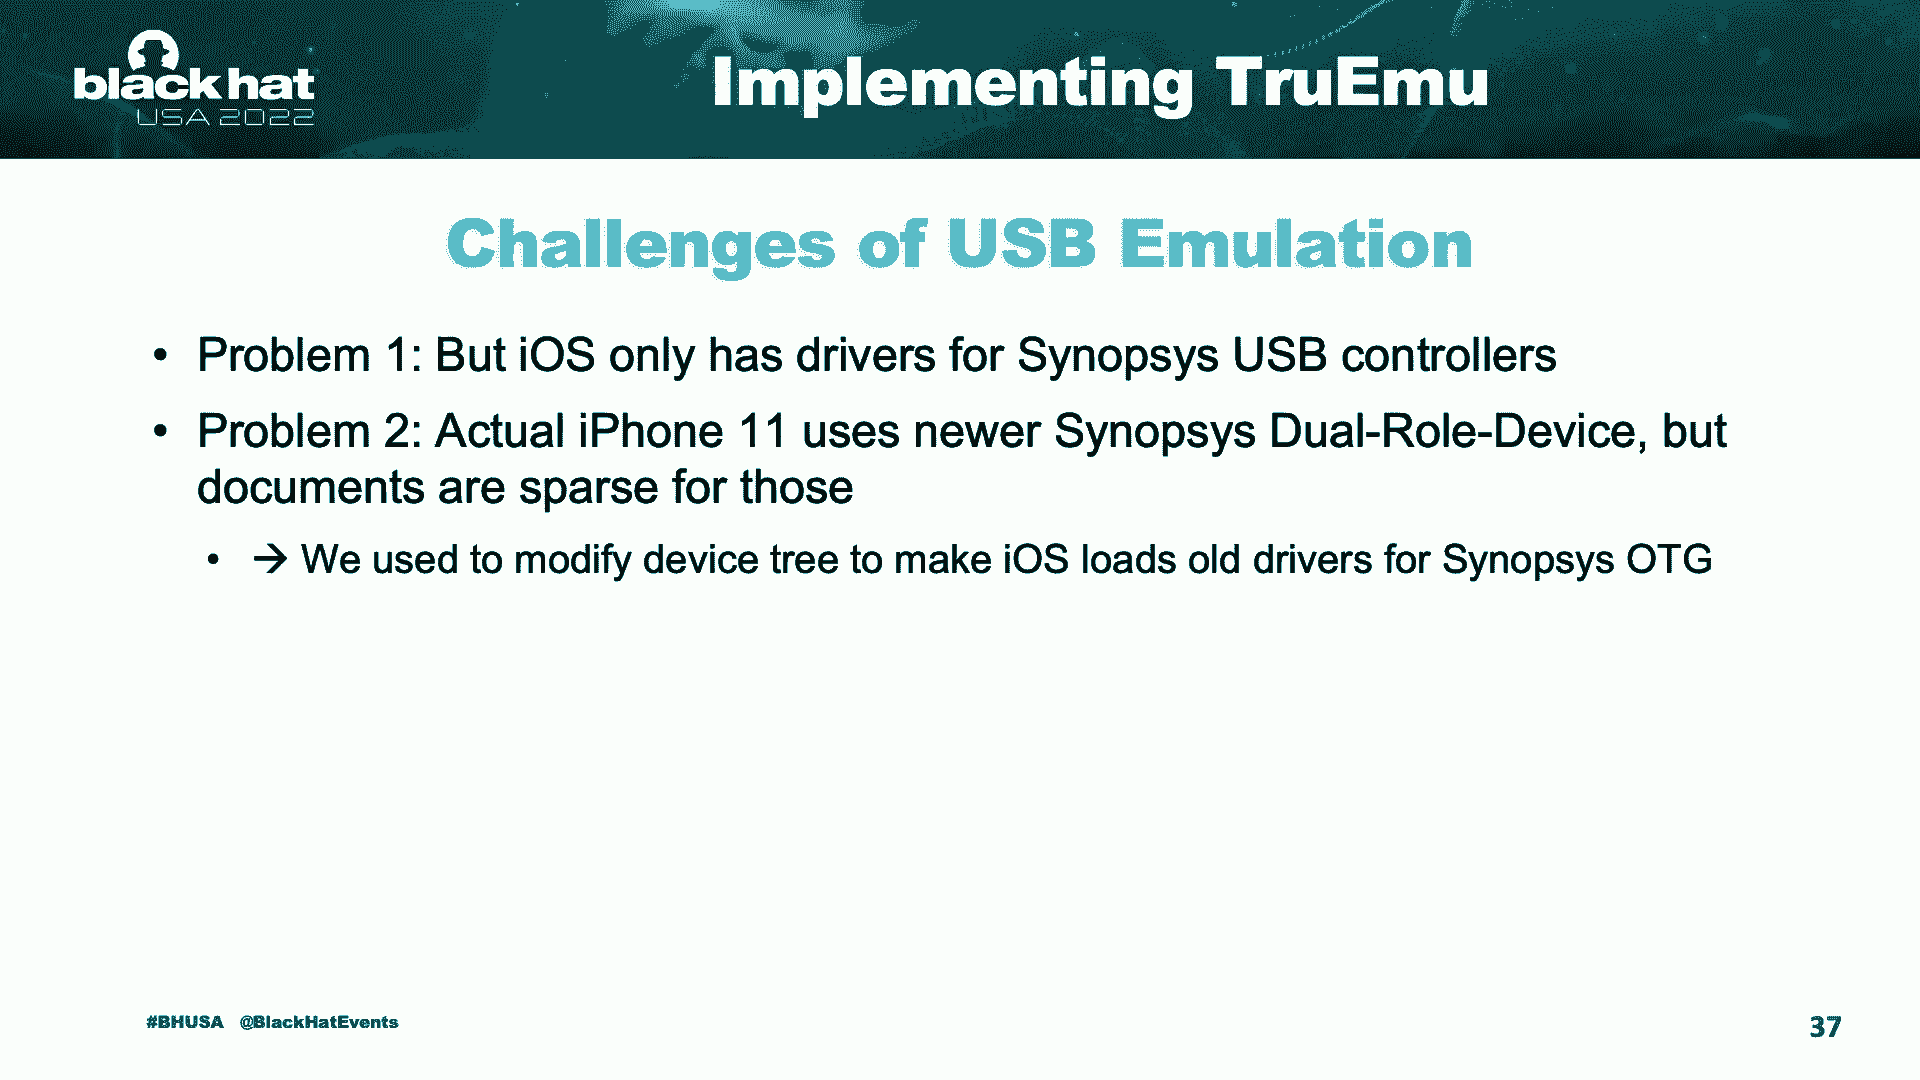 black hat
USA 2022
Implementing TruEmu
Challenges of USB Emulation
• Problem 1: But iOS only has drivers for Synopsys USB controllers
• Problem 2: Actual iPhone 11 uses newer Synopsys Dual-Role-Device, but
documents are sparse for those
• → We used to modify device tree to make iOS loads old drivers for Synopsys OTG
#BHUSA @BlackHatEvents
37